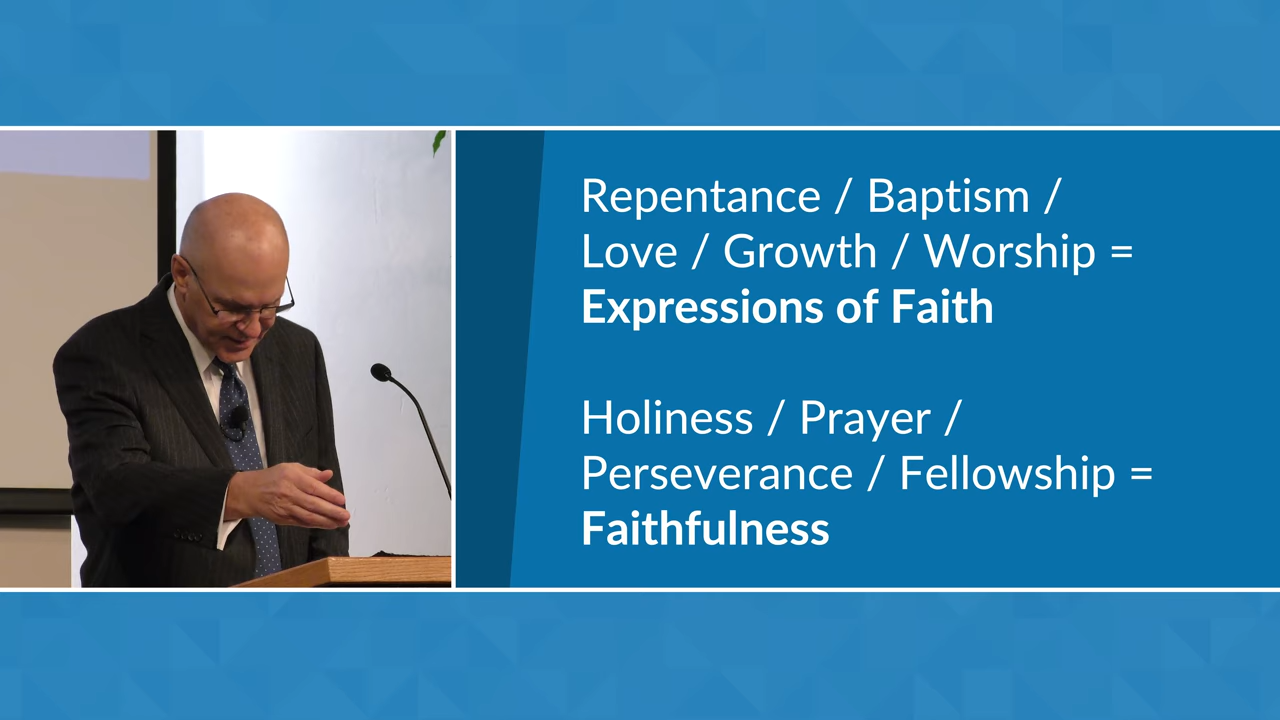 Repentance / Baptism /
Love / Growth / Worship =
Expressions of Faith
Holiness / Prayer /
Perseverance / Fellowship =
Faithfulness